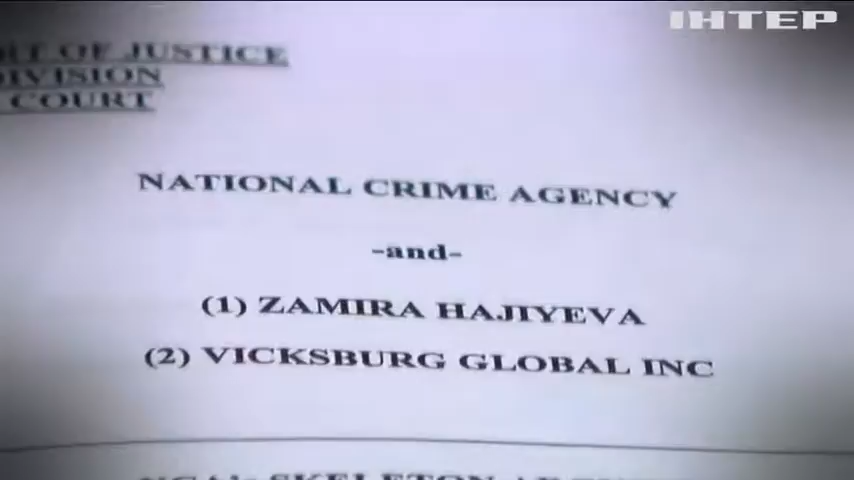 ІНТЕР
OF JUSTICE
DIVISION
COURT
NATIONAL CRIME AGENCY
-and-
(1) ZAMIRA HAJIYEVA
(2) VICKSBURG GLOBAL INC